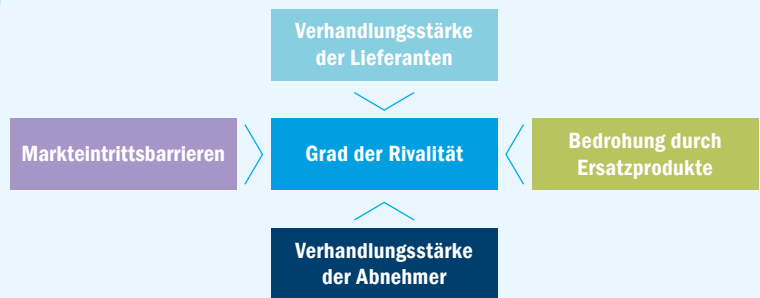 Verhandlungsstärke
der Lieferanten
Markteintrittsbarrieren
Grad der Rivalität
Bedrohung durch
Ersatzprodukte
Verhandlungsstärke
der Abnehmer